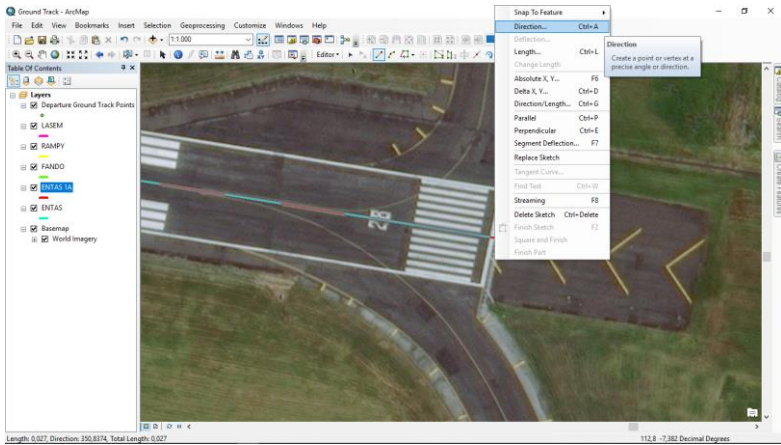 Ground Track - ArcMap
File Edit View Bookmarks Insert Selection Geoprocessing Customize Windows Help
1:1.000
Editor
Table Of Contents
Layers
Departure Ground Track Points
LASEM
RAMPY
FANDO
ENTAS 1A
ENTAS
Basemap
World Imagery
28
Snap To Feature
Direction... Ctrl+A
Deflection...
Length... Ctrl+L
Change Length
Absolute X, Y... F6
Delta X, Y... Ctrl+D
Direction/Length... Ctrl+G
Parallel Ctrl+P
Perpendicular Ctrl+E
Segment Deflection... F7
Replace Sketch
Tangent Curve...
Find Text Ctrl+W
Streaming F8
Delete Sketch Ctrl+Delete
Finish Sketch F2
Square and Finish
Finish Part
Direction
Create a point or vertex at a
precise angle or direction.
Catalog
Search
Create Features
Length: 0,027, Direction: 350,8374, Total Length: 0,027
112,8 -7,382 Decimal Degrees